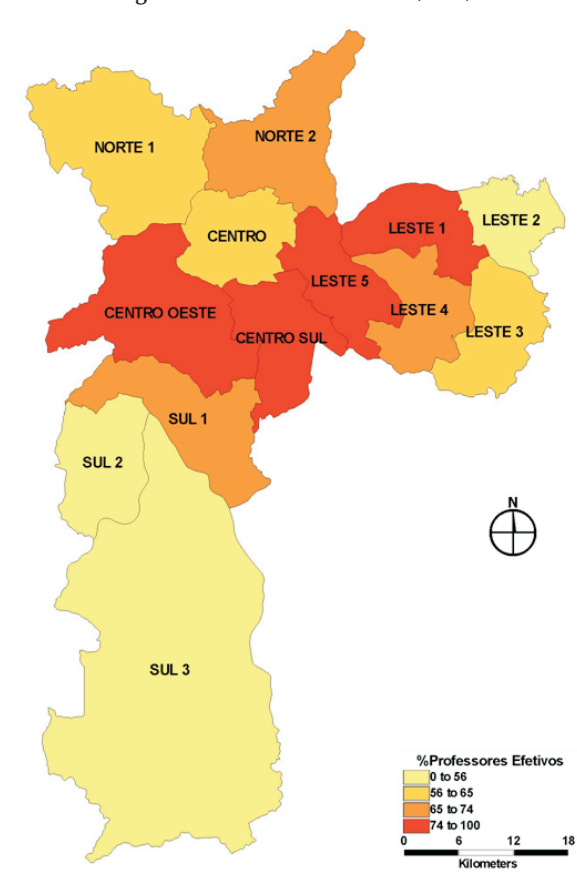 NORTE 1
NORTE 2
CENTRO
LESTE 1
LESTE 2
LESTE 5
CENTRO OESTE
LESTE 4
CENTRO SUL
LESTE 3
SUL 1
SUL 2
N
SUL 3
%Professores Efetivos
0 to 56
56 to 65
65 to 74
74 to 100
0 6 12 18
Kilometers